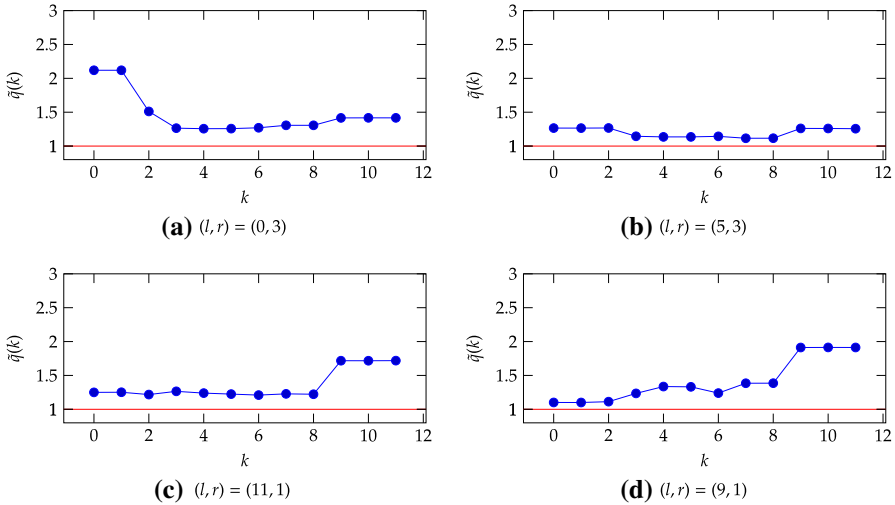 3
2.5
2
1.5
1
q̃(k)
0 2 4 6 8 10 12
k
(a) (l, r) = (0, 3)
3
2.5
2
1.5
1
q̃(k)
0 2 4 6 8 10 12
k
(b) (l, r) = (5, 3)
3
2.5
2
1.5
1
q̃(k)
0 2 4 6 8 10 12
k
(c) (l, r) = (11, 1)
3
2.5
2
1.5
1
q̃(k)
0 2 4 6 8 10 12
k
(d) (l, r) = (9, 1)